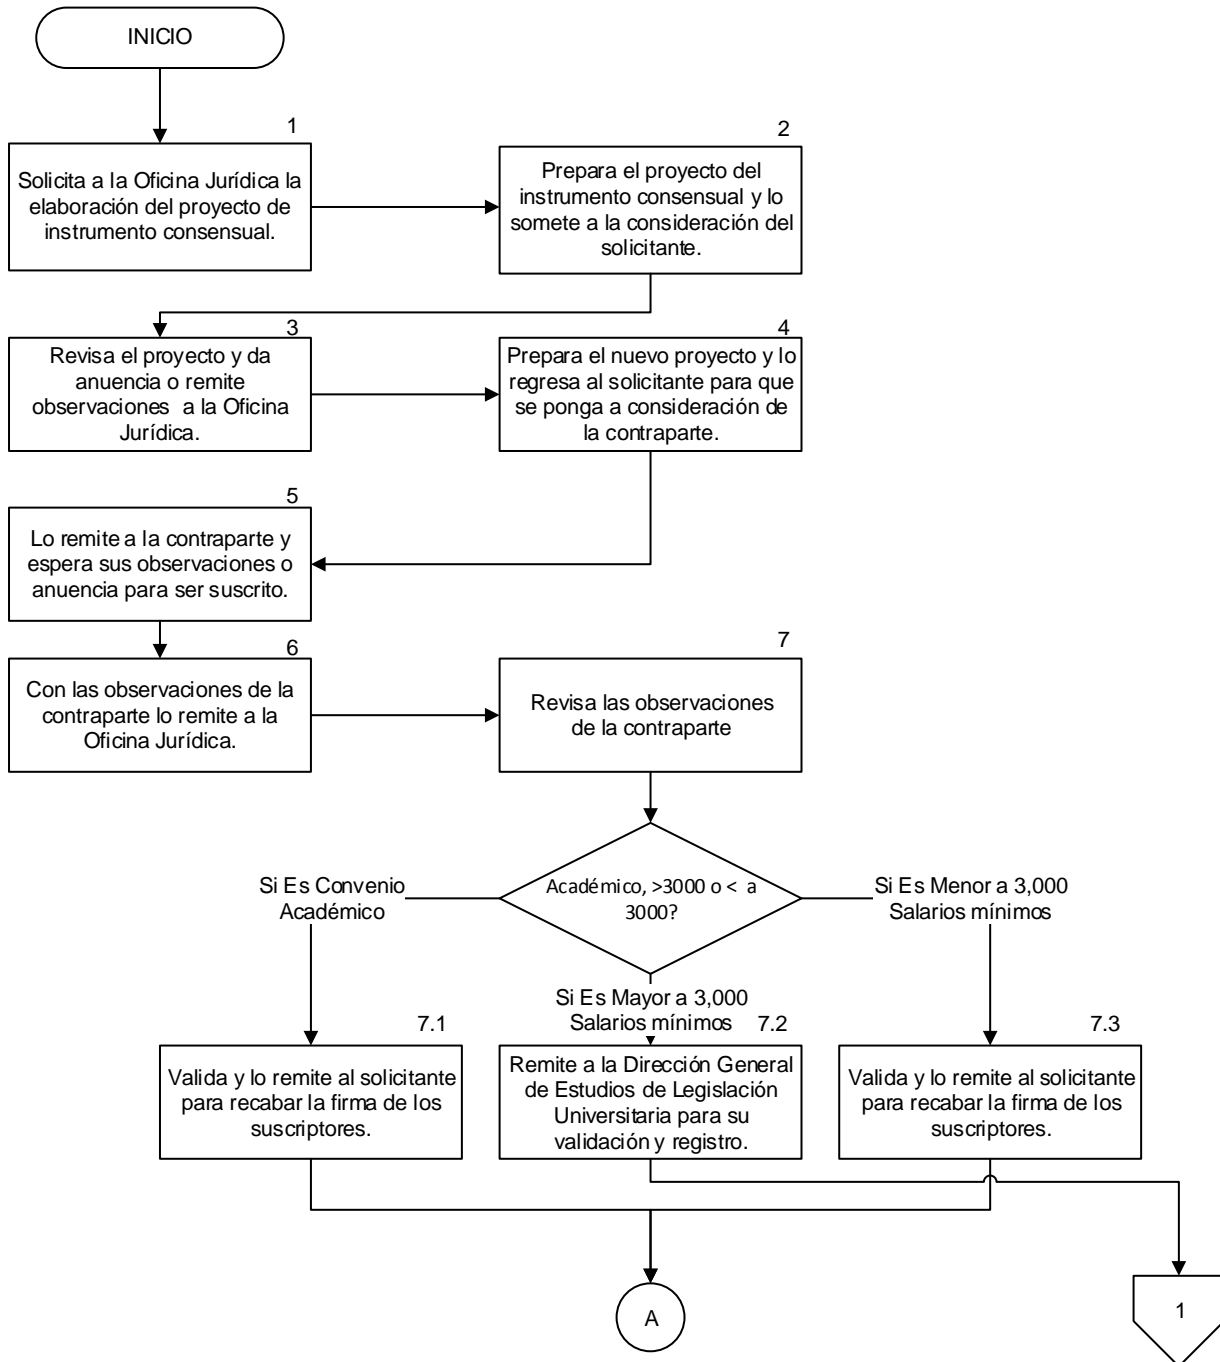 INICIO
1
Solicita a la Oficina Jurídica la
elaboración del proyecto de
instrumento consensual.
2
Prepara el proyecto del
instrumento consensual y lo
somete a la consideración del
solicitante.
3
Revisa el proyecto y da
anuencia o remite
observaciones a la Oficina
Jurídica.
4
Prepara el nuevo proyecto y lo
regresa al solicitante para que
se ponga a consideración de
la contraparte.
5
Lo remite a la contraparte y
espera sus observaciones o
anuencia para ser suscrito.
6
Con las observaciones de la
contraparte lo remite a la
Oficina Jurídica.
7
Revisa las observaciones
de la contraparte
Académico, >3000 o < a
3000?
Si Es Convenio
Académico
Si Es Mayor a 3,000
Salarios mínimos
Si Es Menor a 3,000
Salarios mínimos
7.1
Valida y lo remite al solicitante
para recabar la firma de los
suscriptores.
7.2
Remite a la Dirección General
de Estudios de Legislación
Universitaria para su
validación y registro.
7.3
Valida y lo remite al solicitante
para recabar la firma de los
suscriptores.
A
1